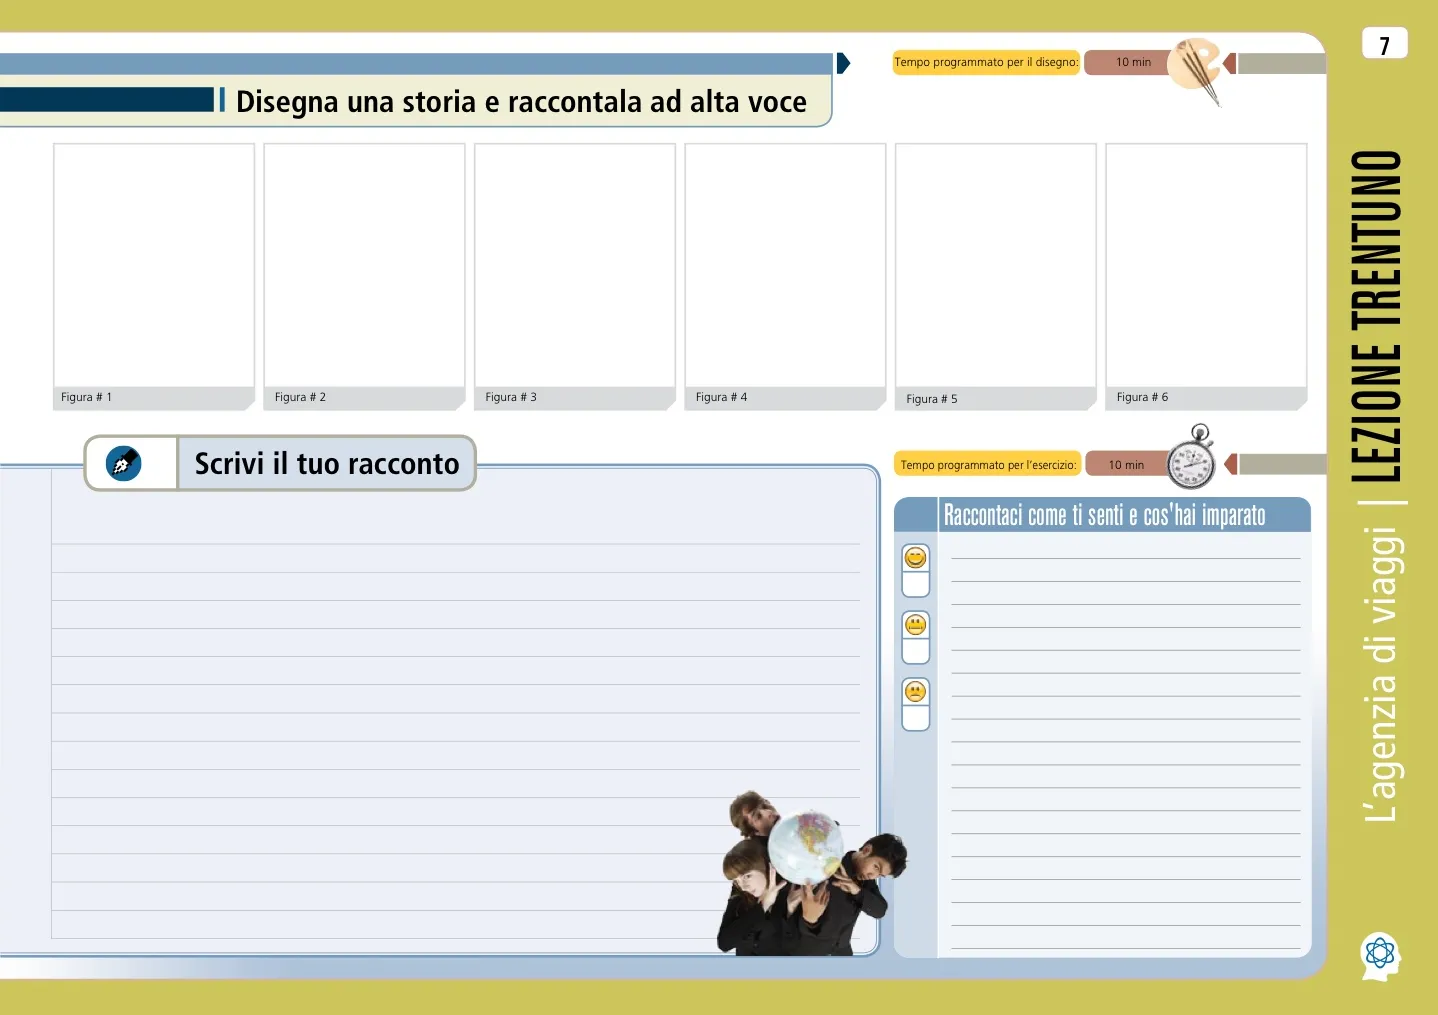 7
Tempo programmato per il disegno:
10 min
Disegna una storia e raccontala ad alta voce
Figura # 1
Figura # 2
Figura # 3
Figura # 4
Figura # 5
Figura # 6
Scrivi il tuo racconto
Tempo programmato per l'esercizio:
10 min
Raccontaci come ti senti e cos'hai imparato
L'agenzia di viaggi | LEZIONE TRENTUNO